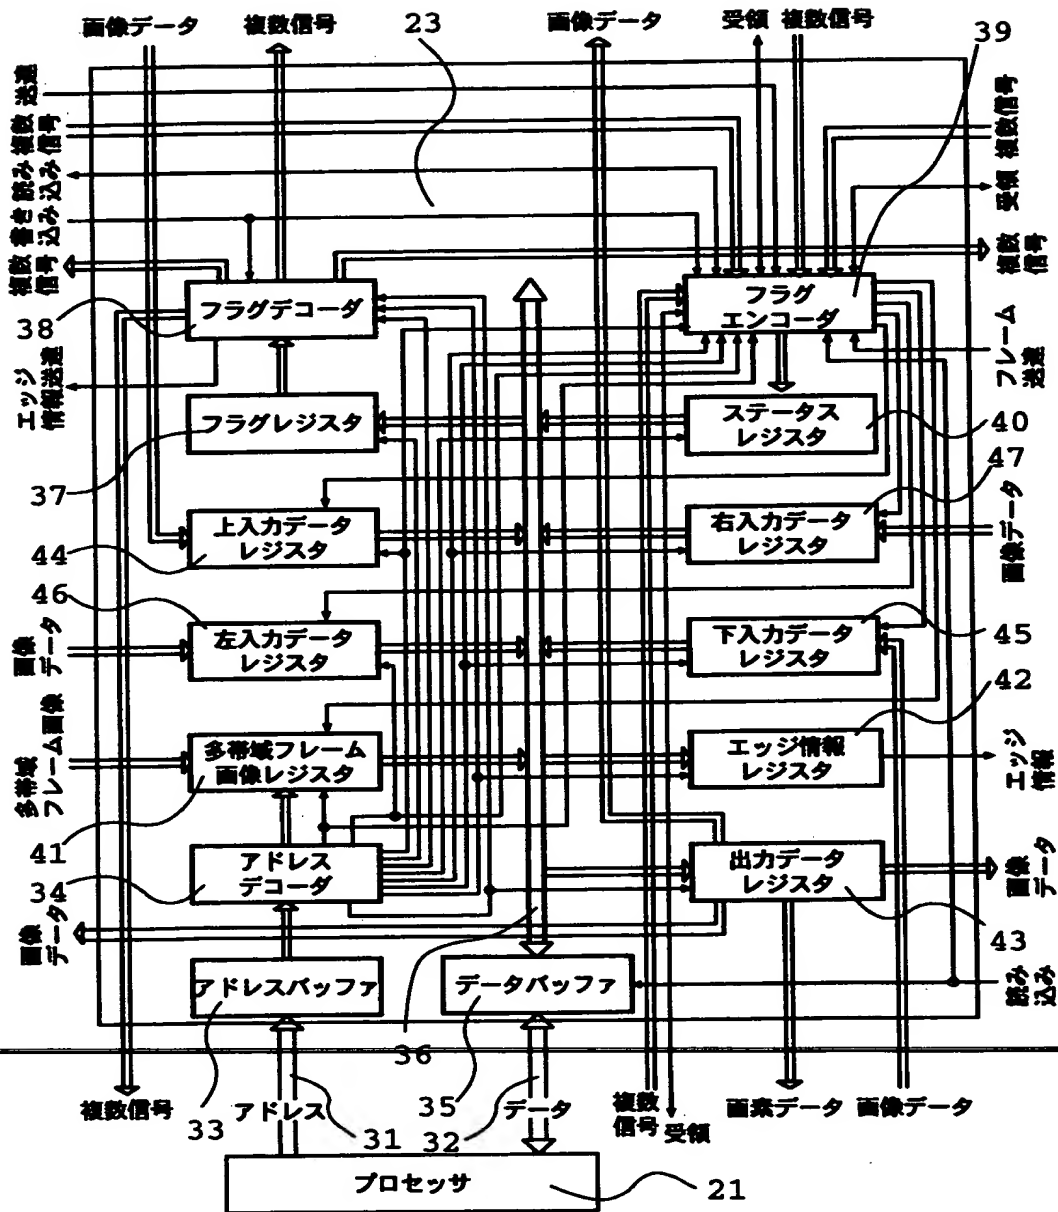 画像データ
複数信号
23
受領
複数信号
39
送達
複数信号
読み込み
書き込み
複数信号
エッジ情報送達
複数信号
受領
複数信号
フレーム送達
フラグデコーダ
38
フラグ
エンコーダ
フラグレジスタ
37
ステータス
レジスタ
40
上入力データ
レジスタ
44
右入力データ
レジスタ
47
画像データ
46
左入力データ
レジスタ
画像データ
下入力データ
レジスタ
45
42
多帯域フレーム画像
多帯域フレーム
画像レジスタ
41
エッジ情報
レジスタ
エッジ情報
アドレス
デコーダ
34
出力データ
レジスタ
43
画像データ
画像データ
アドレスバッファ
33
データバッファ
35
36
読み込み
複数信号
アドレス
31
データ
32
複数信号
受領
画素データ
画像データ
プロセッサ
21